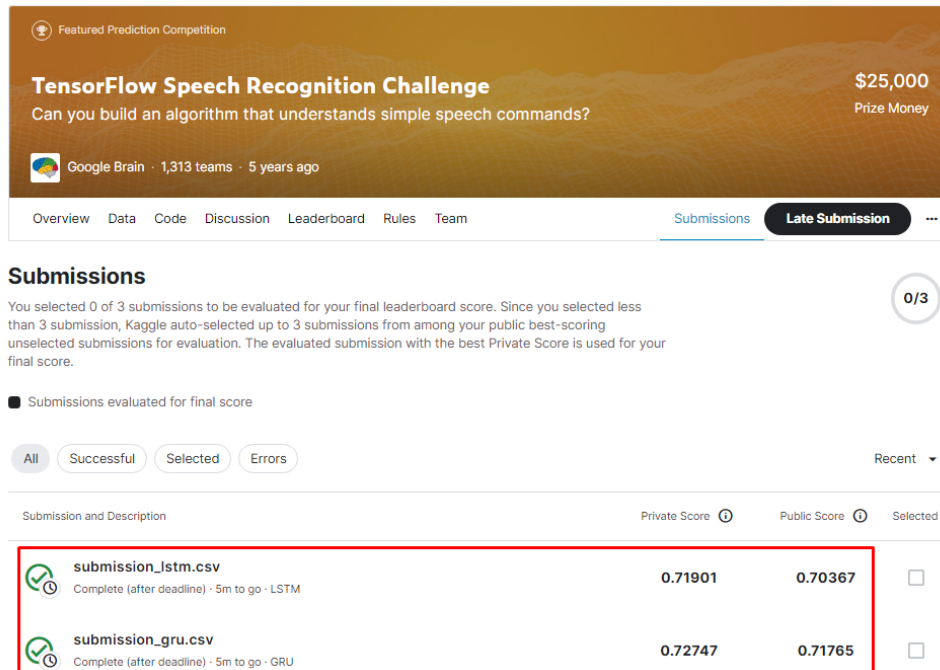 Featured Prediction Competition
TensorFlow Speech Recognition Challenge
Can you build an algorithm that understands simple speech commands?
$25,000
Prize Money
Google Brain · 1,313 teams · 5 years ago
Overview Data Code Discussion Leaderboard Rules Team Submissions Late Submission ...
Submissions
You selected 0 of 3 submissions to be evaluated for your final leaderboard score. Since you selected less
than 3 submission, Kaggle auto-selected up to 3 submissions from among your public best-scoring
unselected submissions for evaluation. The evaluated submission with the best Private Score is used for your
final score.
0/3
Submissions evaluated for final score
All Successful Selected Errors Recent
Submission and Description Private Score Public Score Selected
submission_lstm.csv
Complete (after deadline) · 5m to go · LSTM
0.71901 0.70367
submission_gru.csv
Complete (after deadline) · 5m to go · GRU
0.72747 0.71765